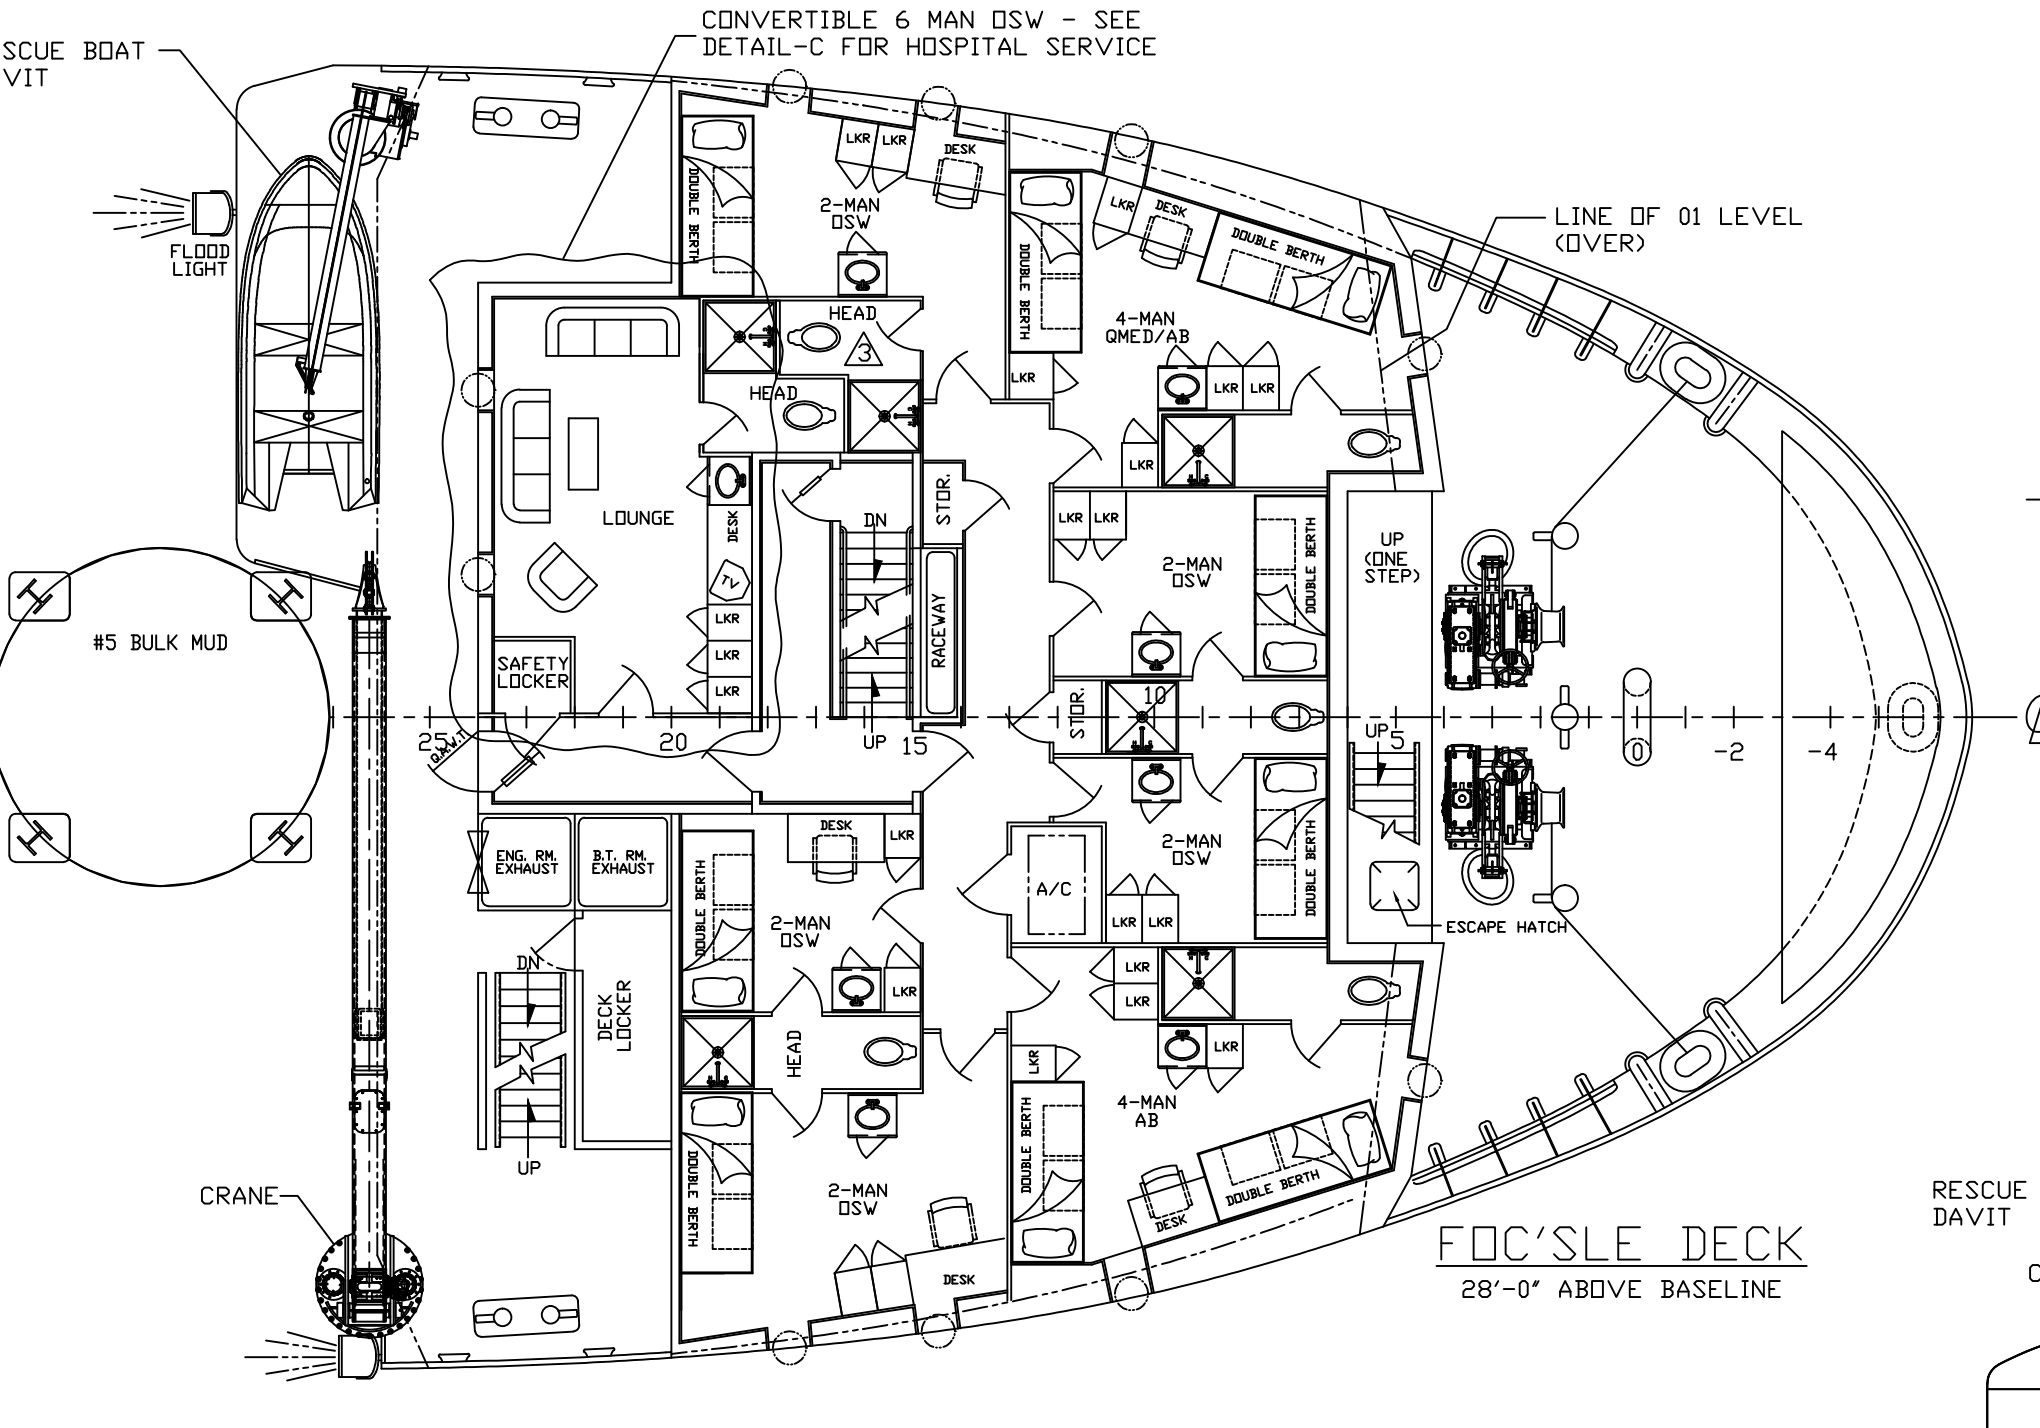 CONVERTIBLE 6 MAN OSW - SEE
DETAIL-C FOR HOSPITAL SERVICE
SCUE BOAT
VIT
FLOOD
LIGHT
LKR
LKR
DESK
DOUBLE BERTH
2-MAN
OSW
LKR
DESK
DOUBLE BERTH
DOUBLE BERTH
LINE OF 01 LEVEL
(OVER)
HEAD
3
HEAD
4-MAN
QMED/AB
LKR
LKR
LKR
LKR
LOUNGE
DESK
TV
LKR
LKR
LKR
SAFETY
LOCKER
DN
UP
STOR.
RACEWAY
LKR
LKR
2-MAN
OSW
DOUBLE BERTH
UP
(ONE
STEP)
#5 BULK MUD
STOR.
25
20
15
10
5
0
-2
-4
Q.A.W.T.
UP
ENG. RM.
EXHAUST
B.T. RM.
EXHAUST
DESK
LKR
DOUBLE BERTH
2-MAN
OSW
LKR
A/C
2-MAN
OSW
LKR
LKR
DOUBLE BERTH
ESCAPE HATCH
DN
UP
DECK
LOCKER
HEAD
LKR
LKR
LKR
LKR
4-MAN
AB
DOUBLE BERTH
DOUBLE BERTH
DESK
DOUBLE BERTH
2-MAN
OSW
DESK
CRANE
FOC'SLE DECK
28'-0" ABOVE BASELINE
RESCUE
DAVIT